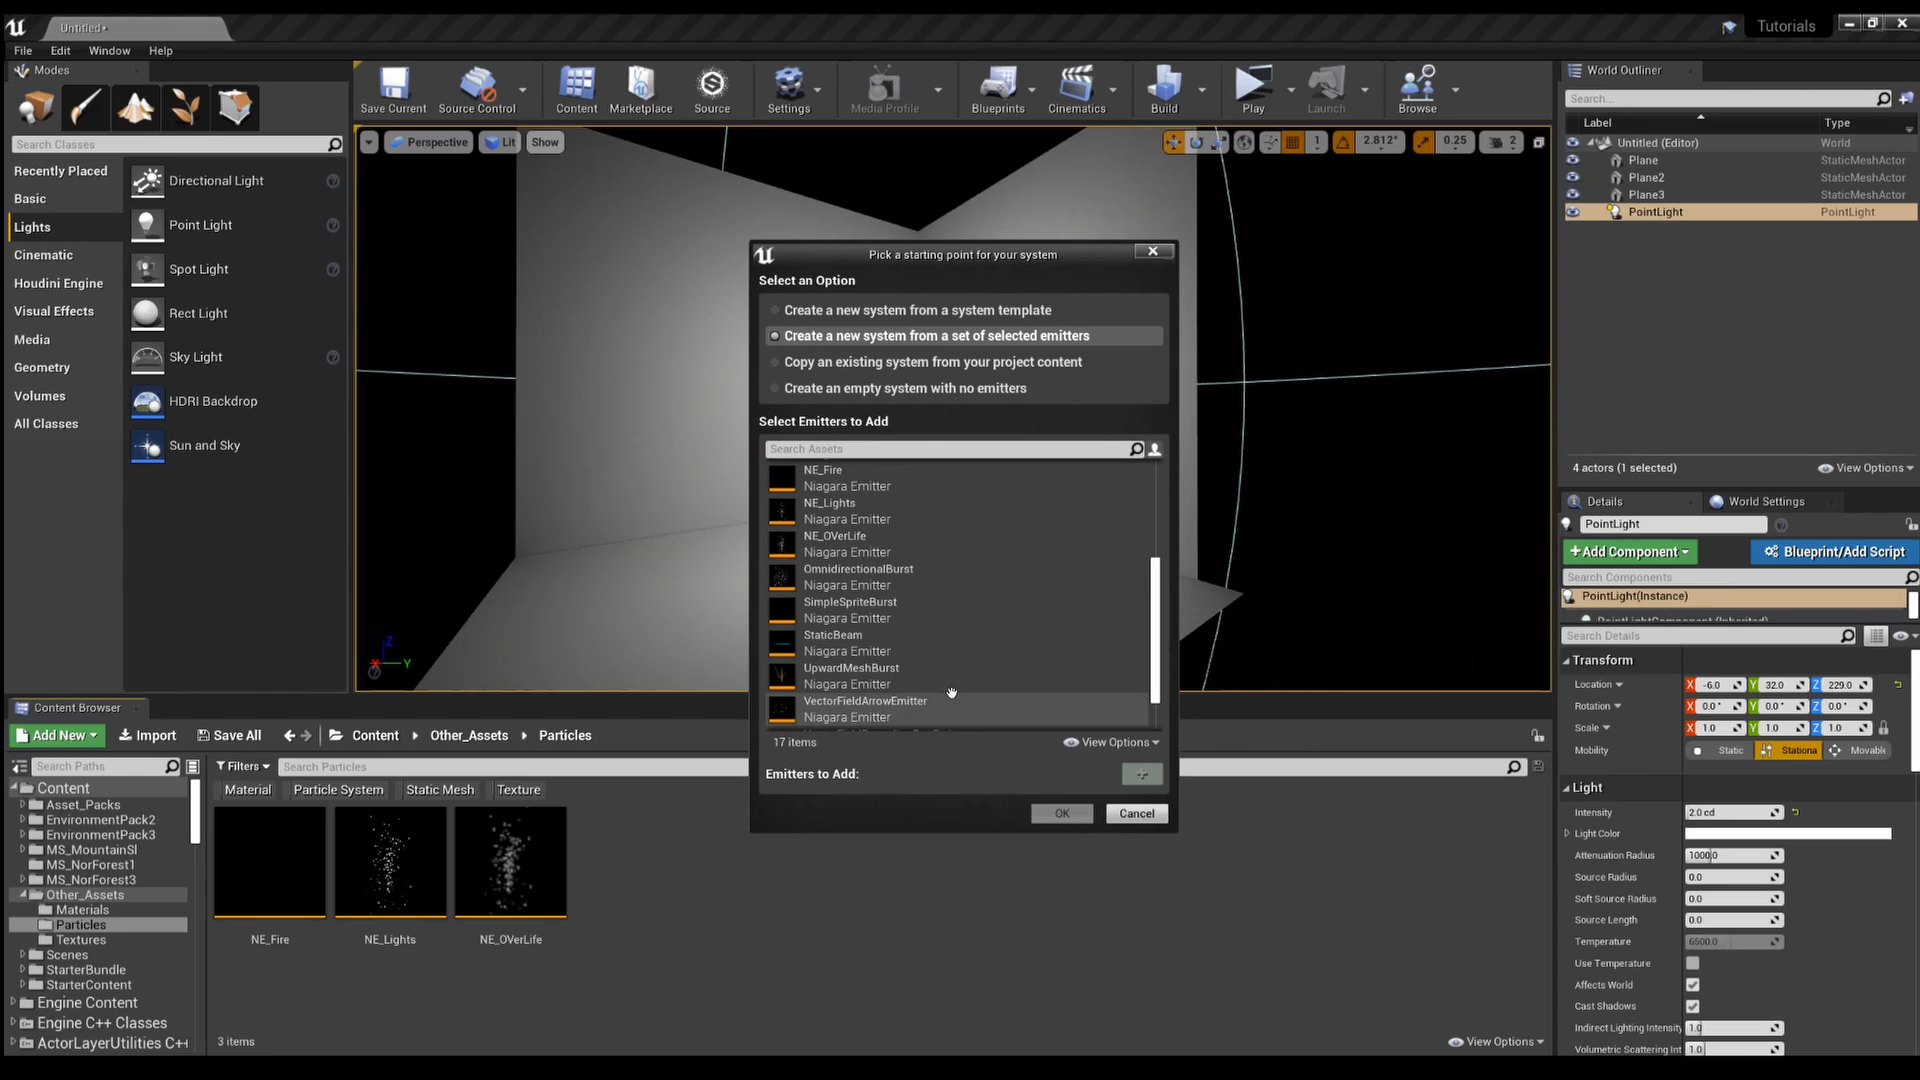 Untitled•
Tutorials
File Edit Window Help
Modes
Search Classes
Recently Placed
Basic
Lights
Cinematic
Houdini Engine
Visual Effects
Media
Geometry
Volumes
All Classes
Directional Light
Point Light
Spot Light
Rect Light
Sky Light
HDRI Backdrop
Sun and Sky
Save Current Source Control Content Marketplace Source Settings Media Profile Blueprints Cinematics Build Play Launch Browse
Perspective Lit Show
1 2.812° 0.25 2
Z
X Y
Pick a starting point for your system
Select an Option
Create a new system from a system template
Create a new system from a set of selected emitters
Copy an existing system from your project content
Create an empty system with no emitters
Select Emitters to Add
Search Assets
NE_Fire
Niagara Emitter
NE_Lights
Niagara Emitter
NE_OVerLife
Niagara Emitter
OmnidirectionalBurst
Niagara Emitter
SimpleSpriteBurst
Niagara Emitter
StaticBeam
Niagara Emitter
UpwardMeshBurst
Niagara Emitter
VectorFieldArrowEmitter
Niagara Emitter
17 items View Options
Emitters to Add:
OK Cancel
World Outliner
Search...
Label Type
Untitled (Editor) World
Plane StaticMeshActor
Plane2 StaticMeshActor
Plane3 StaticMeshActor
PointLight PointLight
4 actors (1 selected) View Options
Details World Settings
PointLight
+Add Component Blueprint/Add Script
Search Components
PointLight(Instance)
Search Details
Transform
Location X -6.0 Y 32.0 Z 229.0
Rotation X 0.0° Y 0.0° Z 0.0°
Scale X 1.0 Y 1.0 Z 1.0
Mobility Static Stationa Movable
Light
Intensity 2.0 cd
Light Color
Attenuation Radius 1000.0
Source Radius 0.0
Soft Source Radius 0.0
Source Length 0.0
Temperature 6500.0
Use Temperature
Affects World
Cast Shadows
Indirect Lighting Intensity 1.0
Volumetric Scattering Int 1.0
Content Browser
Add New Import Save All Content Other_Assets Particles
Search Paths
Filters Search Particles
Material Particle System Static Mesh Texture
Content
Asset_Packs
EnvironmentPack2
EnvironmentPack3
MS_MountainSl
MS_NorForest1
MS_NorForest3
Other_Assets
Materials
Particles
Textures
Scenes
StarterBundle
StarterContent
Engine Content
Engine C++ Classes
ActorLayerUtilities C++
NE_Fire NE_Lights NE_OVerLife
3 items View Options